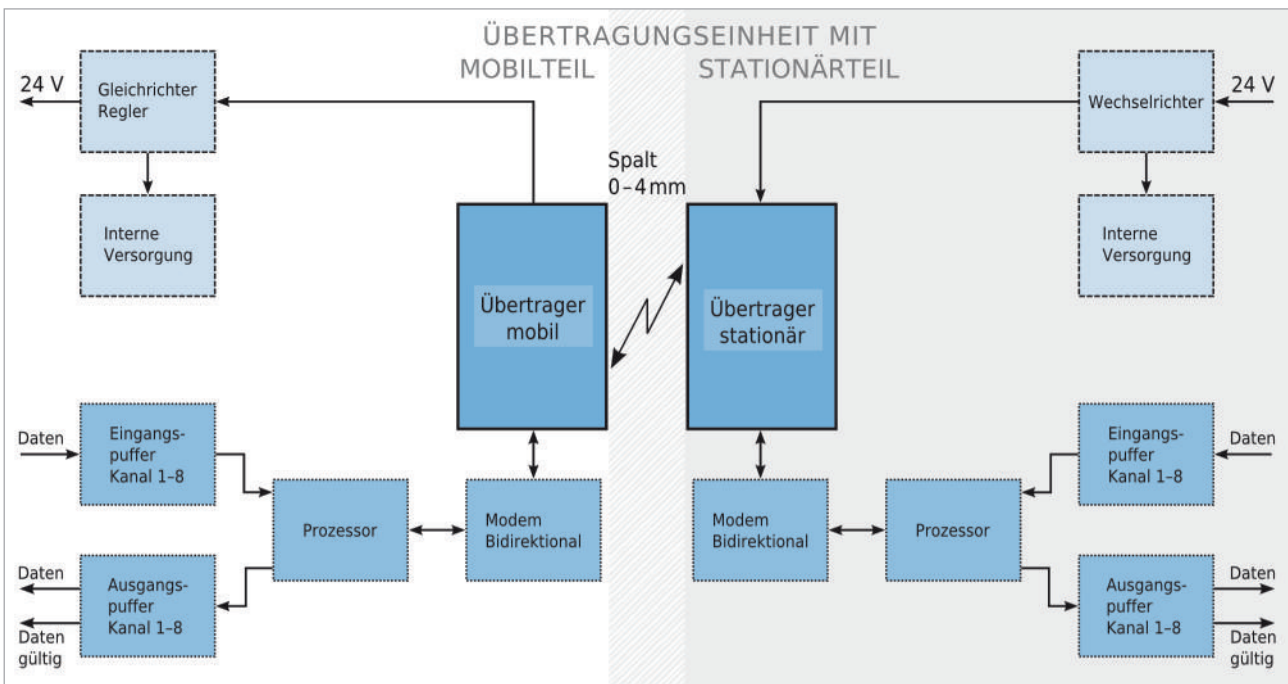 ÜBERTRAGUNGSEINHEIT MIT
MOBILTEIL
STATIONÄRTEIL
24 V
Gleichrichter
Regler
Interne
Versorgung
Spalt
0–4 mm
Wechselrichter
24 V
Interne
Versorgung
Übertrager
mobil
Übertrager
stationär
Daten
Eingangs-
puffer
Kanal 1–8
Prozessor
Modem
Bidirektional
Daten
Ausgangs-
puffer
Kanal 1–8
Daten
gültig
Modem
Bidirektional
Prozessor
Eingangs-
puffer
Kanal 1–8
Daten
Ausgangs-
puffer
Kanal 1–8
Daten
Daten
gültig